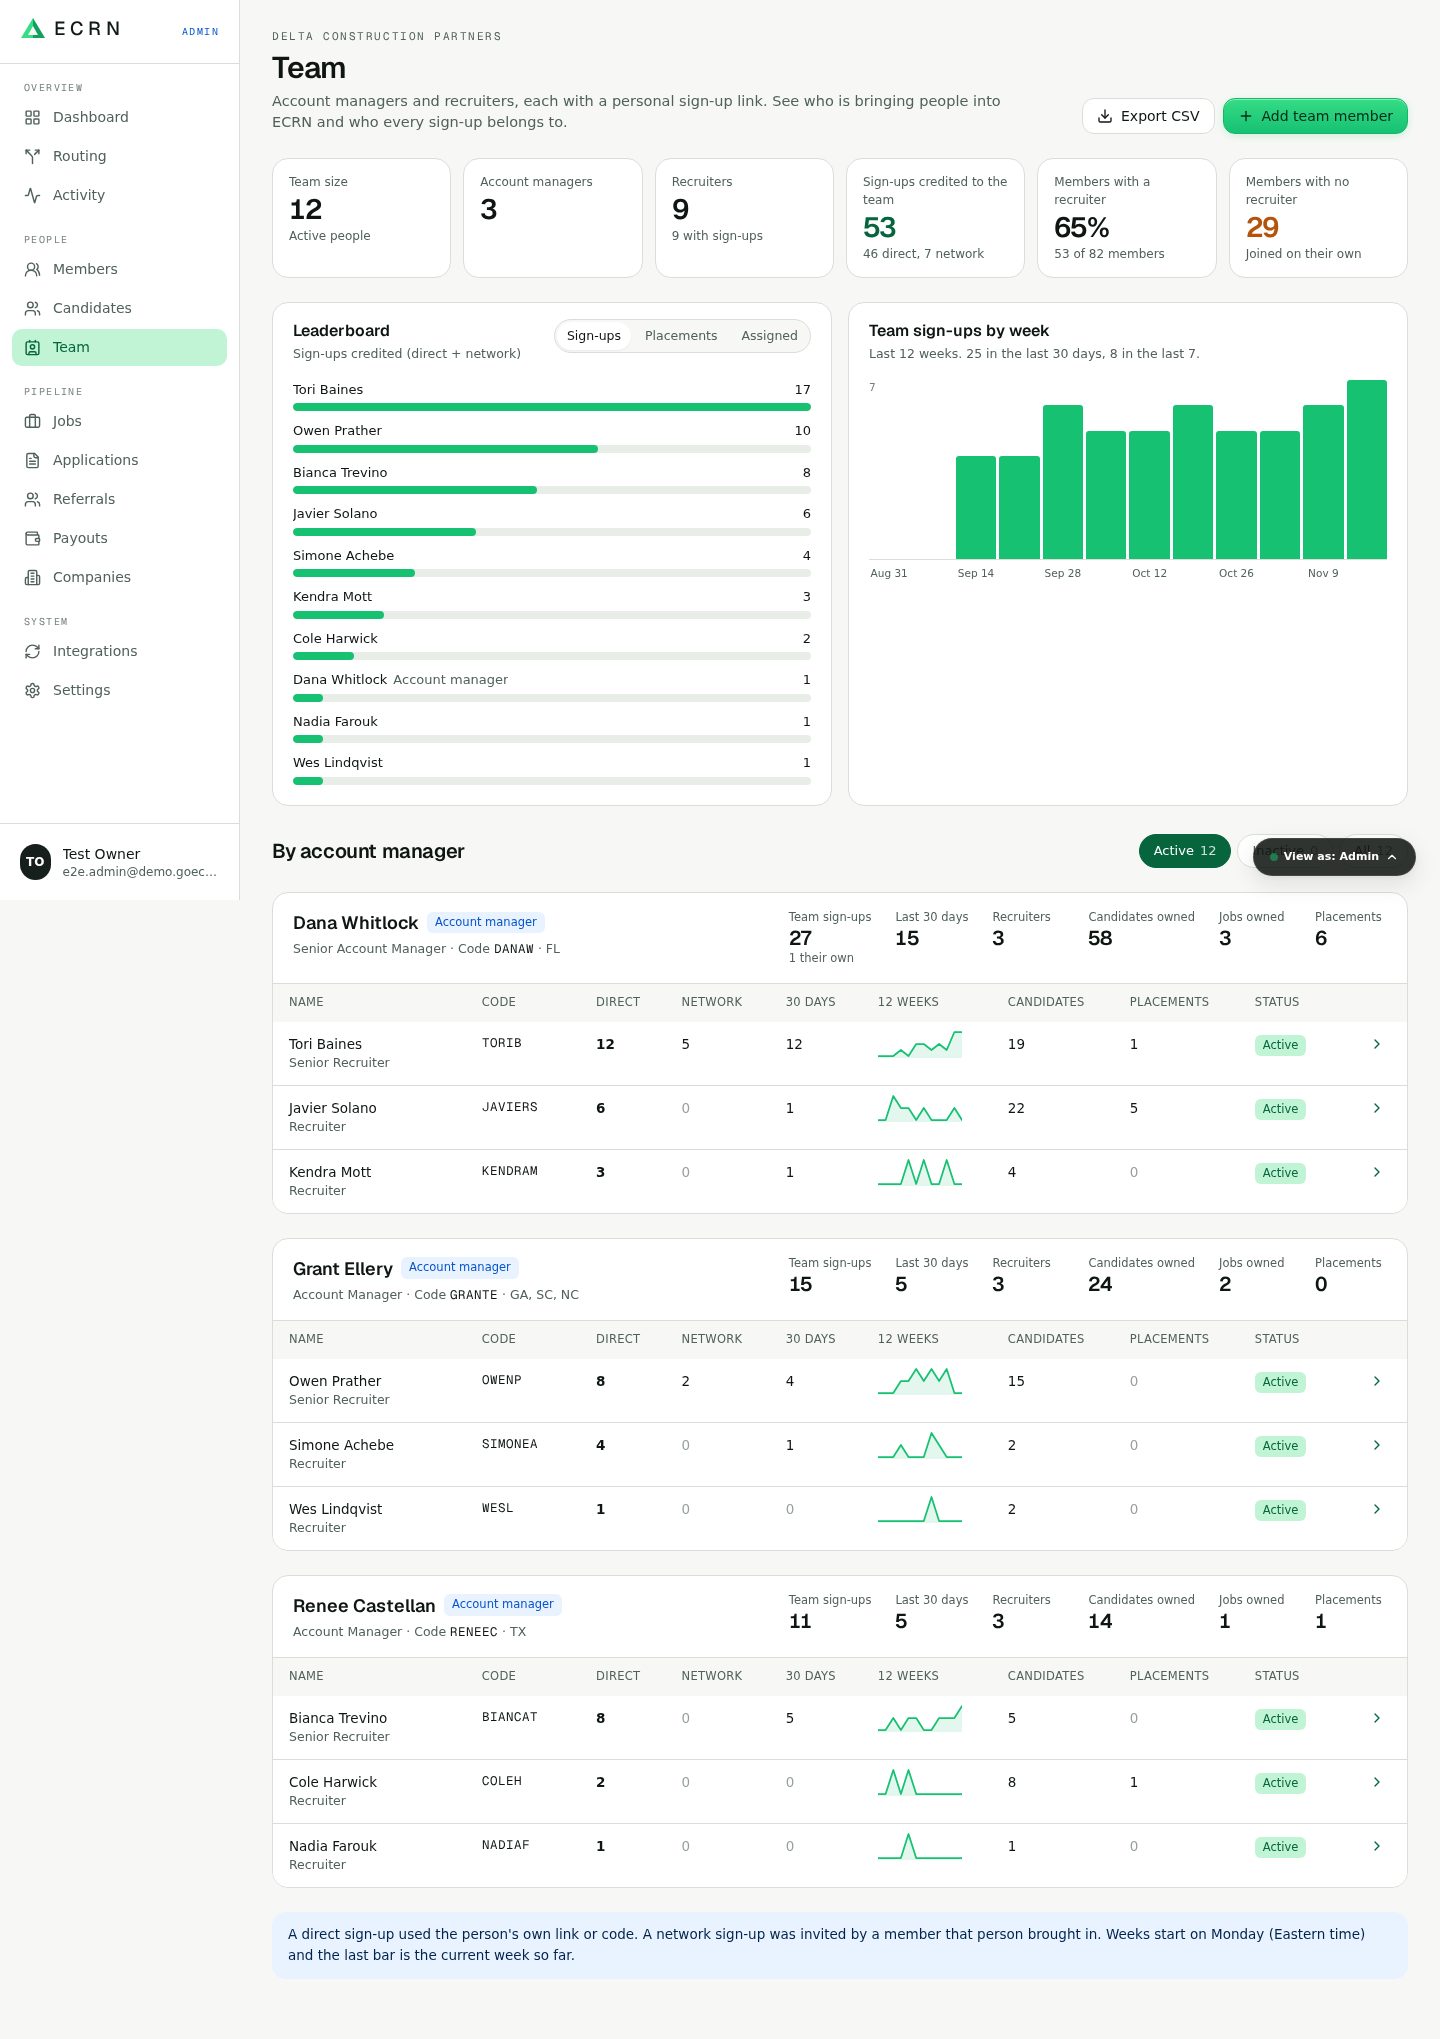 ECRN
ADMIN
OVERVIEW
Dashboard
Routing
Activity
PEOPLE
Members
Candidates
Team
PIPELINE
Jobs
Applications
Referrals
Payouts
Companies
SYSTEM
Integrations
Settings
TO
Test Owner
e2e.admin@demo.goec...
DELTA CONSTRUCTION PARTNERS
Team
Account managers and recruiters, each with a personal sign-up link. See who is bringing people into
ECRN and who every sign-up belongs to.
Export CSV
Add team member
Team size
12
Active people
Account managers
3
Recruiters
9
9 with sign-ups
Sign-ups credited to the
team
53
46 direct, 7 network
Members with a
recruiter
65%
53 of 82 members
Members with no
recruiter
29
Joined on their own
Leaderboard
Sign-ups credited (direct + network)
Sign-ups Placements Assigned
Tori Baines 17
Owen Prather 10
Bianca Trevino 8
Javier Solano 6
Simone Achebe 4
Kendra Mott 3
Cole Harwick 2
Dana Whitlock Account manager 1
Nadia Farouk 1
Wes Lindqvist 1
Team sign-ups by week
Last 12 weeks. 25 in the last 30 days, 8 in the last 7.
7
Aug 31 Sep 14 Sep 28 Oct 12 Oct 26 Nov 9
By account manager
Active 12
View as: Admin
Dana Whitlock Account manager
Senior Account Manager · Code DANAW · FL
Team sign-ups Last 30 days Recruiters Candidates owned Jobs owned Placements
27 15 3 58 3 6
1 their own
NAME CODE DIRECT NETWORK 30 DAYS 12 WEEKS CANDIDATES PLACEMENTS STATUS
Tori Baines TORIB 12 5 12 19 1 Active
Senior Recruiter
Javier Solano JAVIERS 6 0 1 22 5 Active
Recruiter
Kendra Mott KENDRAM 3 0 1 4 0 Active
Recruiter
Grant Ellery Account manager
Account Manager · Code GRANTE · GA, SC, NC
Team sign-ups Last 30 days Recruiters Candidates owned Jobs owned Placements
15 5 3 24 2 0
NAME CODE DIRECT NETWORK 30 DAYS 12 WEEKS CANDIDATES PLACEMENTS STATUS
Owen Prather OWENP 8 2 4 15 0 Active
Senior Recruiter
Simone Achebe SIMONEA 4 0 1 2 0 Active
Recruiter
Wes Lindqvist WESL 1 0 0 2 0 Active
Recruiter
Renee Castellan Account manager
Account Manager · Code RENEEC · TX
Team sign-ups Last 30 days Recruiters Candidates owned Jobs owned Placements
11 5 3 14 1 1
NAME CODE DIRECT NETWORK 30 DAYS 12 WEEKS CANDIDATES PLACEMENTS STATUS
Bianca Trevino BIANCAT 8 0 5 5 0 Active
Senior Recruiter
Cole Harwick COLEH 2 0 0 8 1 Active
Recruiter
Nadia Farouk NADIAF 1 0 0 1 0 Active
Recruiter
A direct sign-up used the person's own link or code. A network sign-up was invited by a member that person brought in. Weeks start on Monday (Eastern time)
and the last bar is the current week so far.